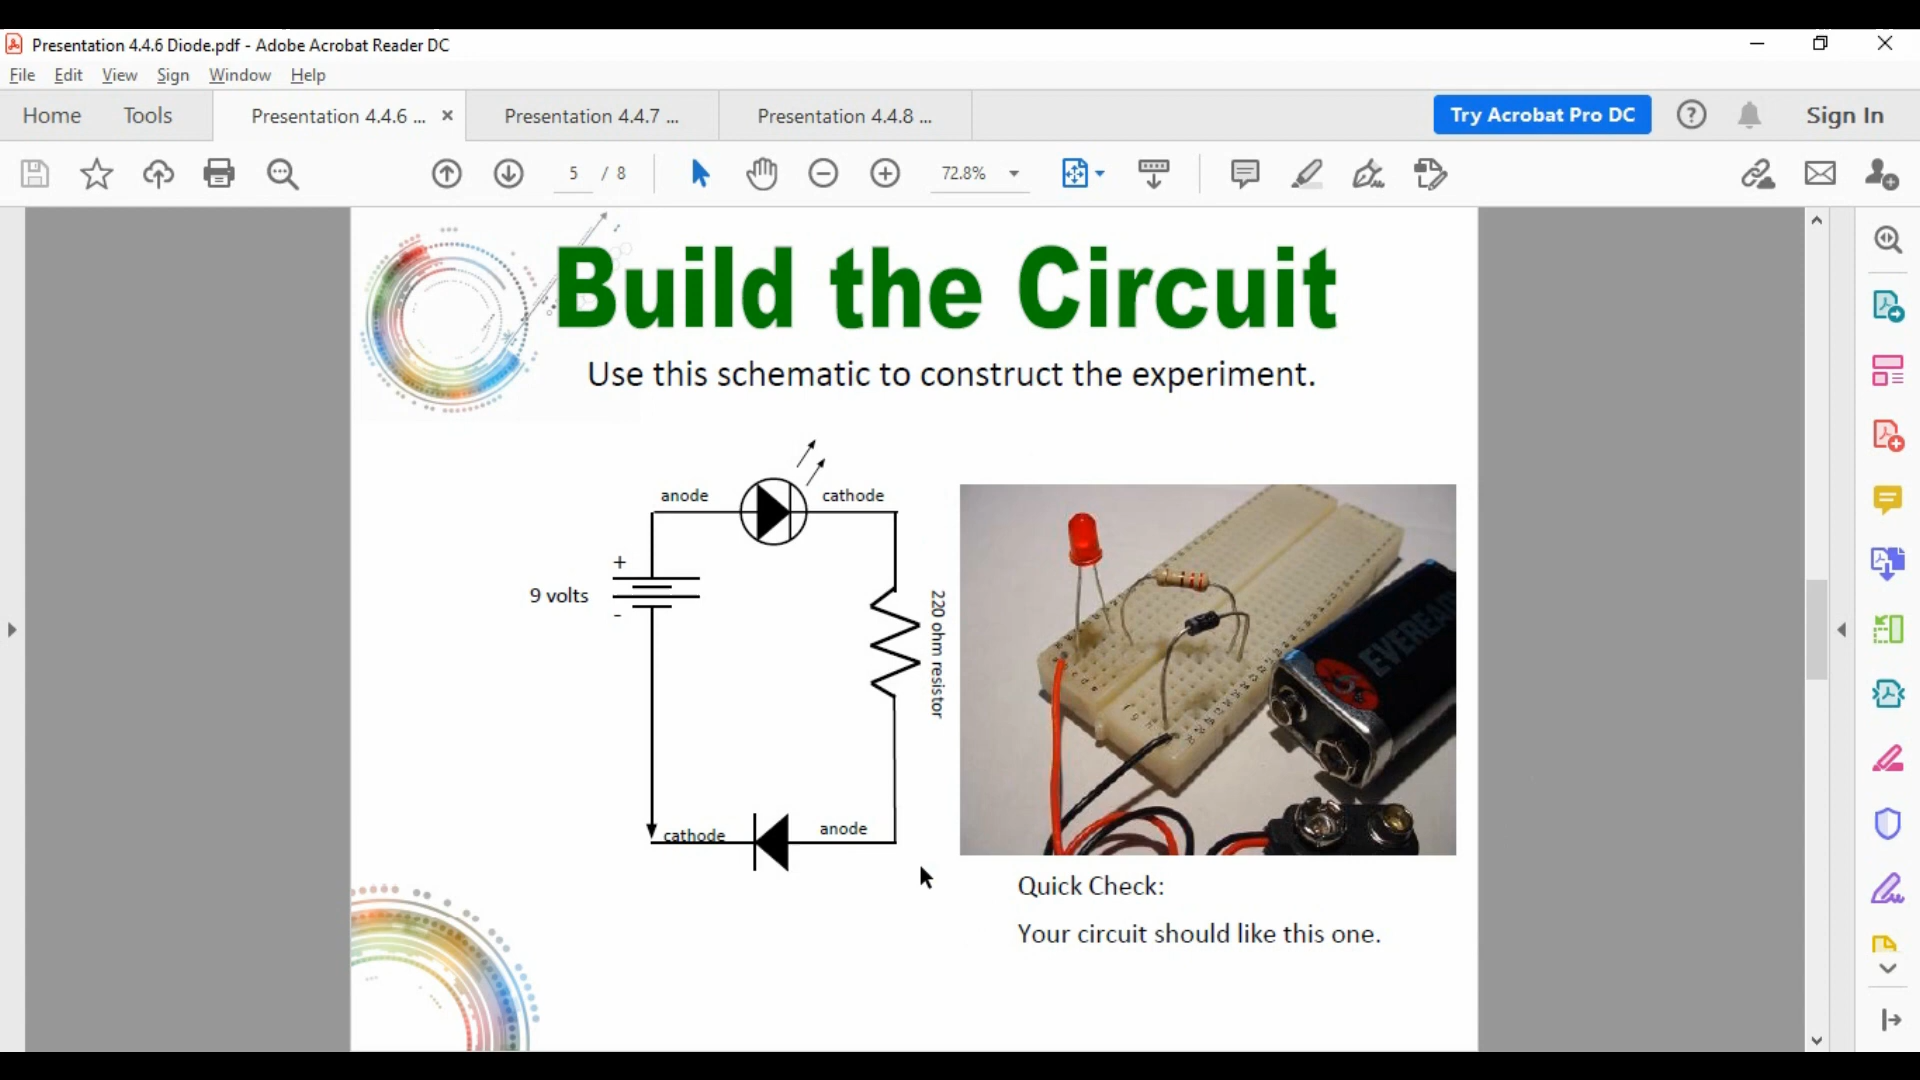 Presentation 4.4.6 Diode.pdf - Adobe Acrobat Reader DC
File Edit View Sign Window Help
Home Tools Presentation 4.4.6 ... Presentation 4.4.7 ... Presentation 4.4.8 ... Try Acrobat Pro DC Sign In
5 / 8 72.8%
Build the Circuit
Use this schematic to construct the experiment.
anode cathode
+
9 volts
-
220 ohm resistor
cathode anode
EVEREADY
Quick Check:
Your circuit should like this one.